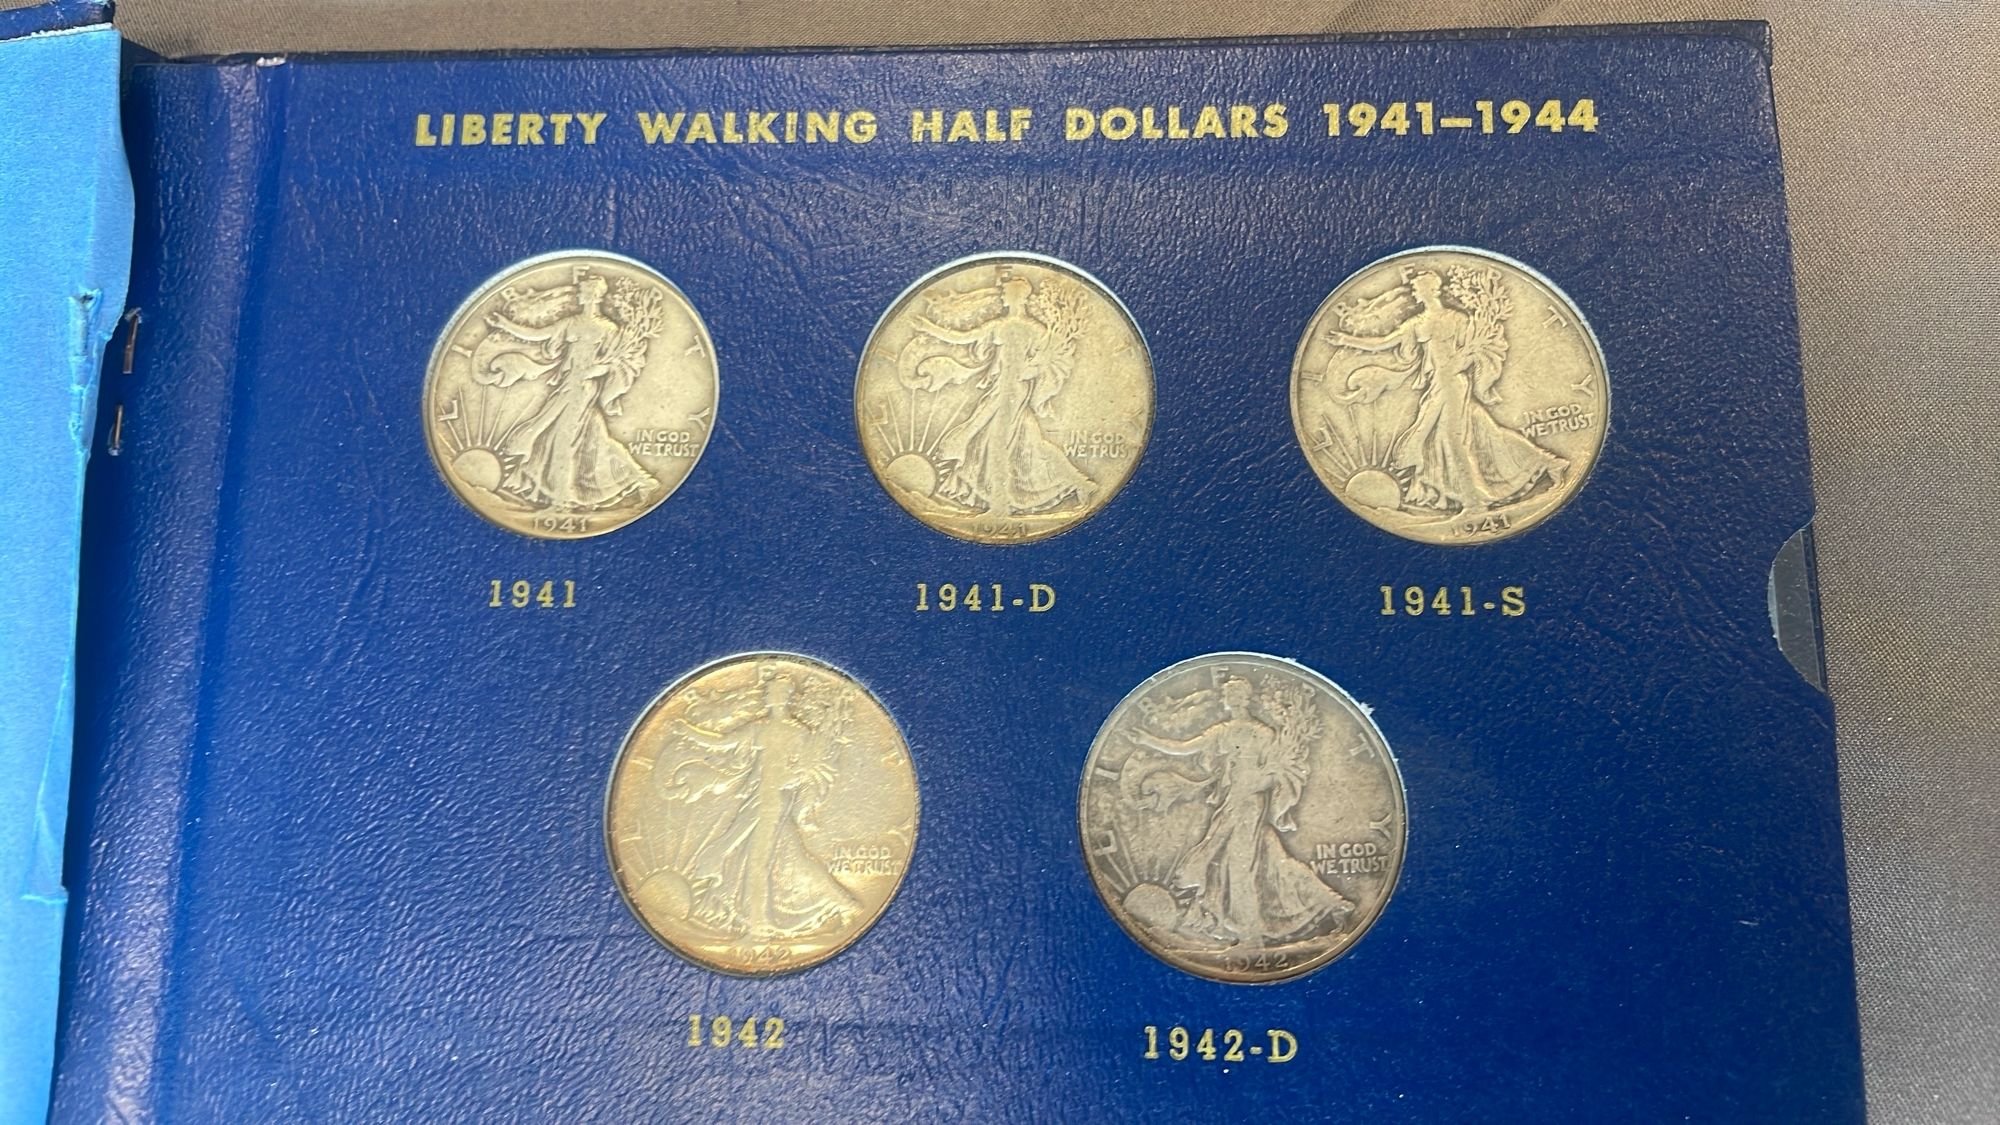 LIBERTY WALKING HALF DOLLARS 1941–1944
LIBERTY
IN GOD
WE TRUST
1941
LIBERTY
IN GOD
WE TRUST
1941
LIBERTY
IN GOD
WE TRUST
1941
1941
1941-D
1941-S
LIBERTY
IN GOD
WE TRUST
1942
LIBERTY
IN GOD
WE TRUST
1942
1942
1942-D